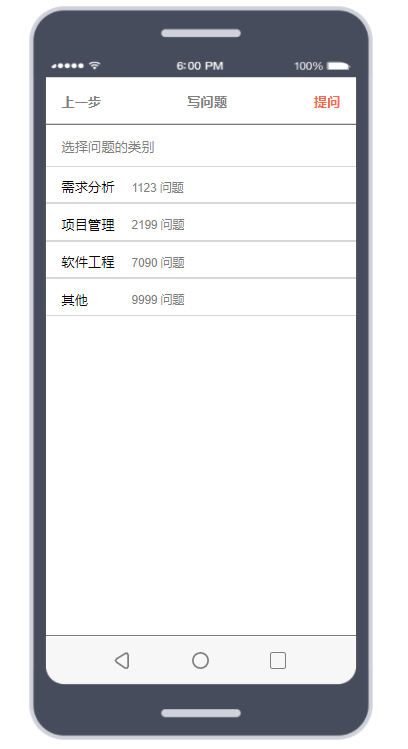 6:00 PM 100%
上一步 写问题 提问
选择问题的类别
需求分析 1123 问题
项目管理 2199 问题
软件工程 7090 问题
其他 9999 问题